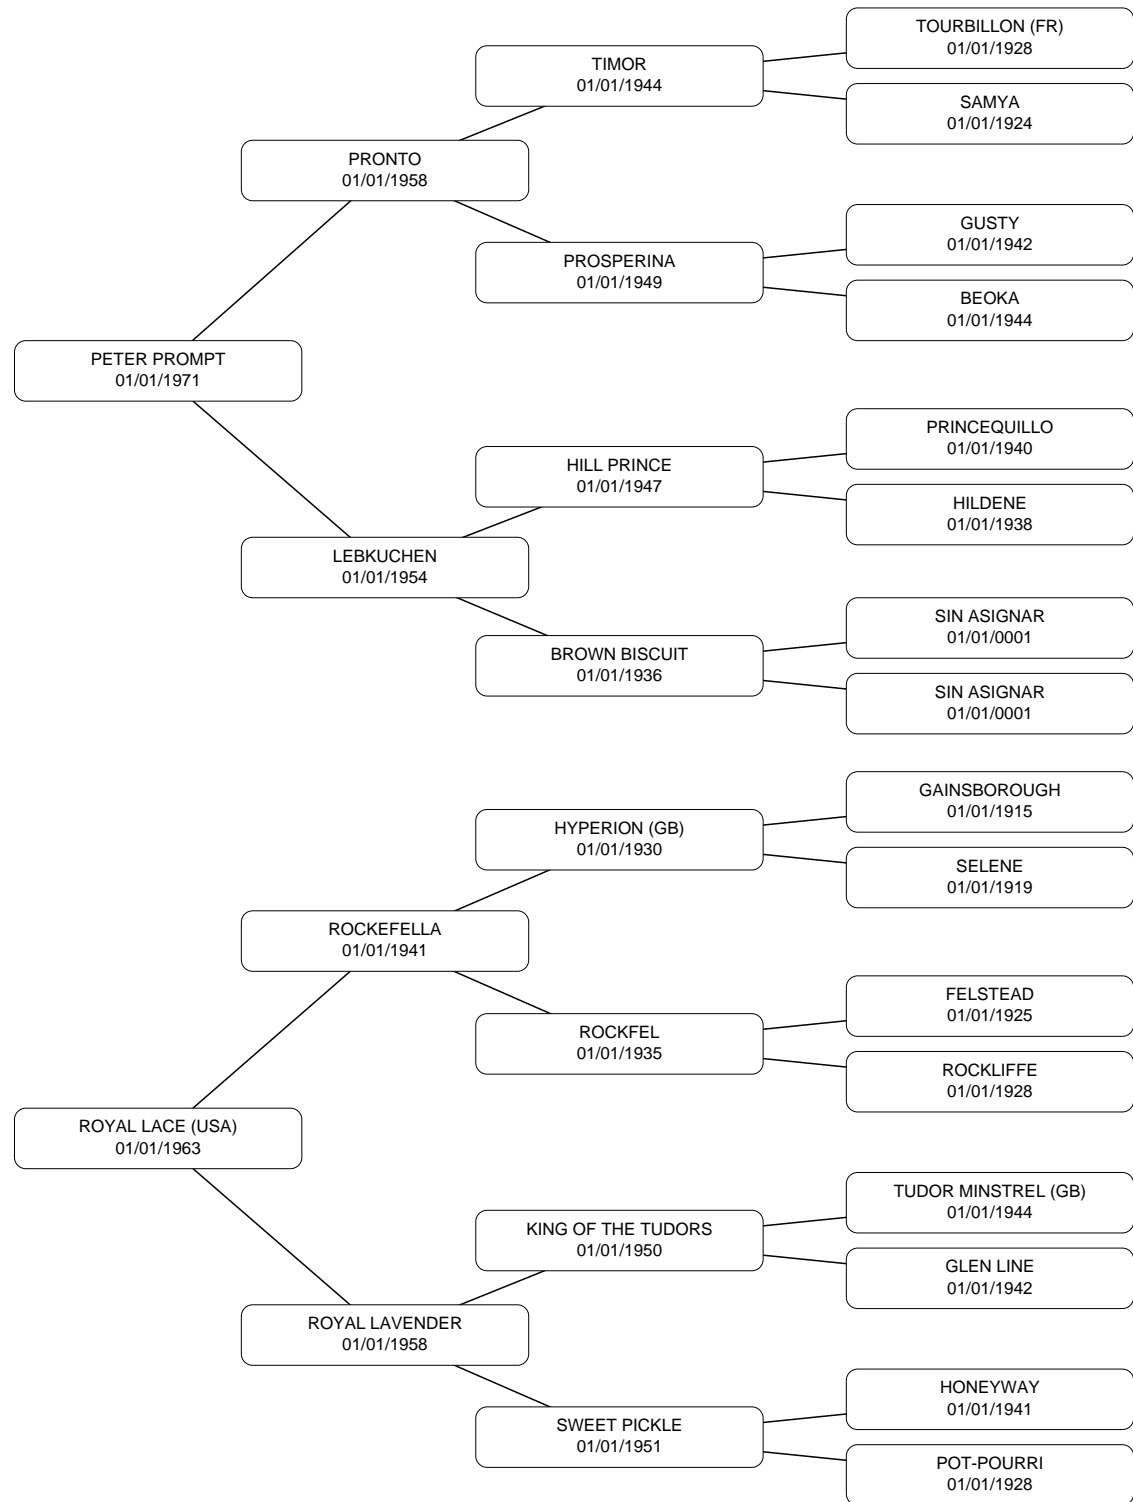 TOURBILLON (FR)
01/01/1928
TIMOR
01/01/1944
SAMYA
01/01/1924
PRONTO
01/01/1958
GUSTY
01/01/1942
PROSPERINA
01/01/1949
BEOKA
01/01/1944
PETER PROMPT
01/01/1971
PRINCEQUILLO
01/01/1940
HILL PRINCE
01/01/1947
HILDENE
01/01/1938
LEBKUCHEN
01/01/1954
SIN ASIGNAR
01/01/0001
BROWN BISCUIT
01/01/1936
SIN ASIGNAR
01/01/0001
GAINSBOROUGH
01/01/1915
HYPERION (GB)
01/01/1930
SELENE
01/01/1919
ROCKEFELLA
01/01/1941
FELSTEAD
01/01/1925
ROCKFEL
01/01/1935
ROCKLIFFE
01/01/1928
ROYAL LACE (USA)
01/01/1963
TUDOR MINSTREL (GB)
01/01/1944
KING OF THE TUDORS
01/01/1950
GLEN LINE
01/01/1942
ROYAL LAVENDER
01/01/1958
HONEYWAY
01/01/1941
SWEET PICKLE
01/01/1951
POT-POURRI
01/01/1928